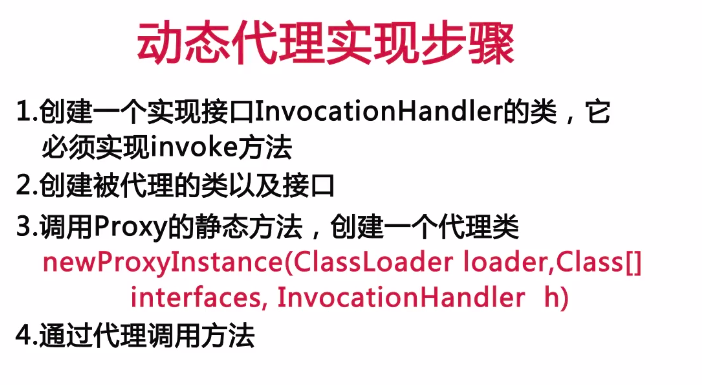 动态代理实现步骤
1.创建一个实现接口InvocationHandler的类，它
必须实现invoke方法
2.创建被代理的类以及接口
3.调用Proxy的静态方法，创建一个代理类
newProxyInstance(ClassLoader loader,Class[]
interfaces, InvocationHandler h)
4.通过代理调用方法